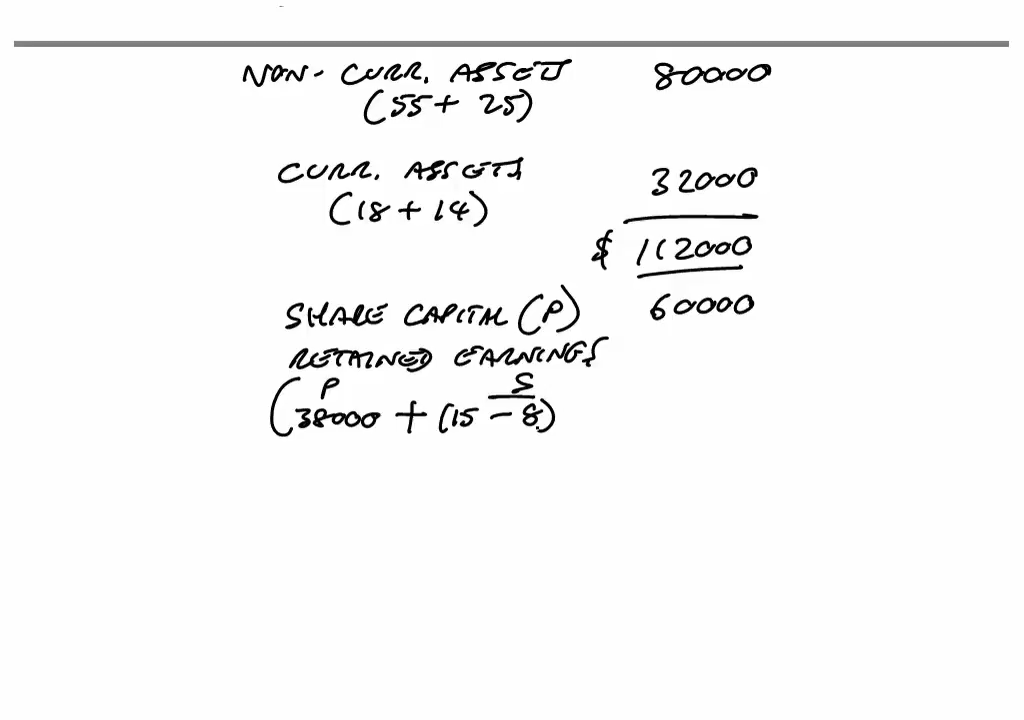 NON-CURR. ASSETS 80000
(55 + 25)
CURR. ASSETS 32000
(18 + 14)
$ 112000
SHARE CAPITAL (P) 60000
RETAINED EARNINGS
P S
(38000 + (15 - 8)